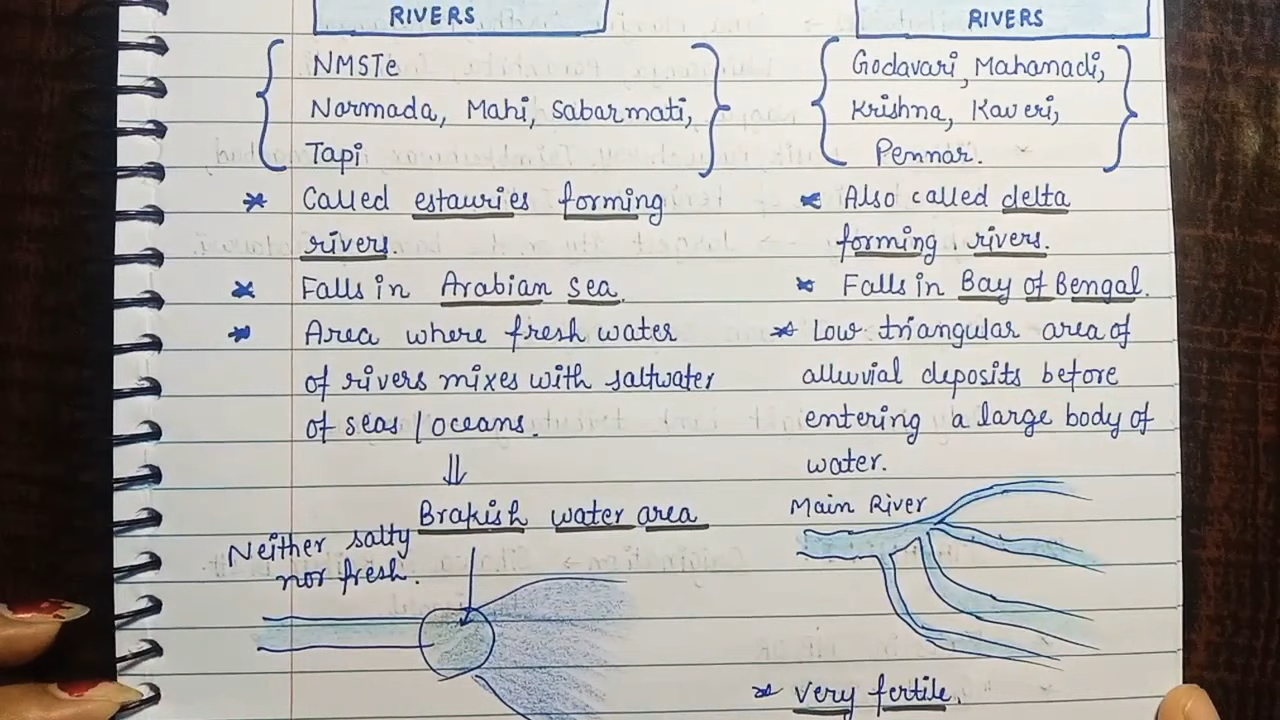 RIVERS
NMSTe
Narmada, Mahi, Sabarmati,
Tapi
* Called estauries forming
rivers.
* Falls in Arabian Sea.
* Area where fresh water
of rivers mixes with saltwater
of seas / oceans.
⇓
Brakish water area
Neither salty
nor fresh.
RIVERS
Godavari, Mahanadi,
Krishna, Kaveri,
Pennar.
* Also called delta
forming rivers.
* Falls in Bay of Bengal.
* Low triangular area of
alluvial deposits before
entering a large body of
water.
Main River
* Very fertile.